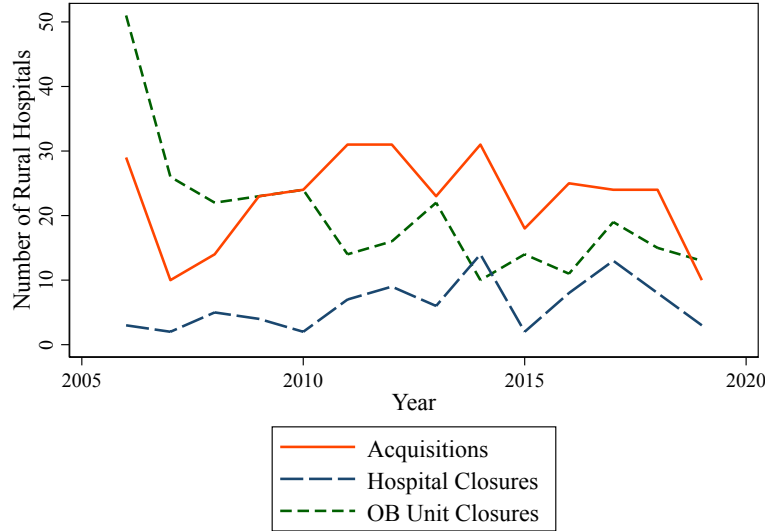 Number of Rural Hospitals
50
40
30
20
10
0
2005
2010
2015
2020
Year
Acquisitions
Hospital Closures
OB Unit Closures